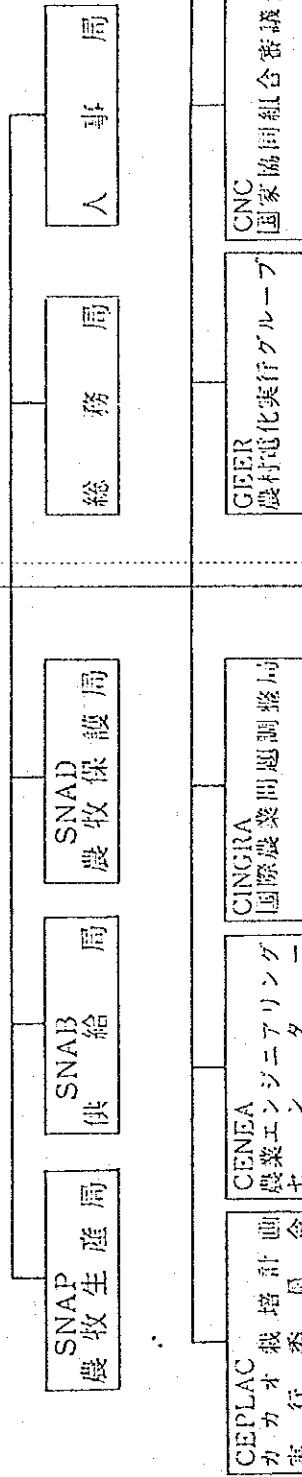 SNAP
農牧生産局
SNAB
供給局
SNAD
農牧保護局
総務局
人事局
CEPLAC
カカオ栽培計画
実行委員会
CENEA
農業エンジニアリング
センター
CINGRA
国際農業問題調整局
GEER
農村電化実行グループ
CNC
国家協同組合審議